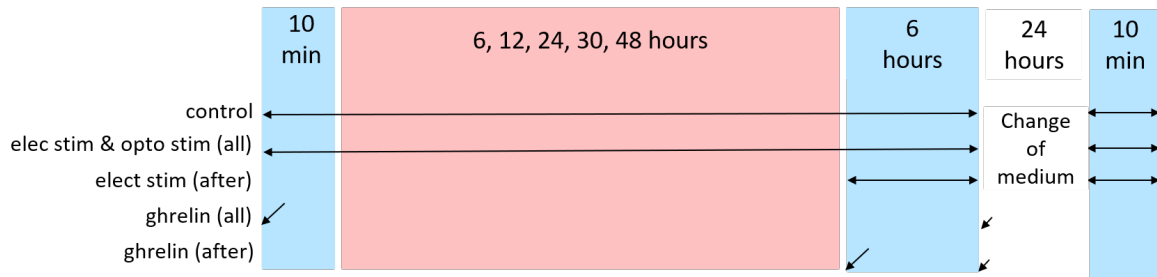 10
min
6, 12, 24, 30, 48 hours
6
hours
24
hours
10
min
control
elec stim & opto stim (all)
elect stim (after)
ghrelin (all)
ghrelin (after)
Change
of
medium